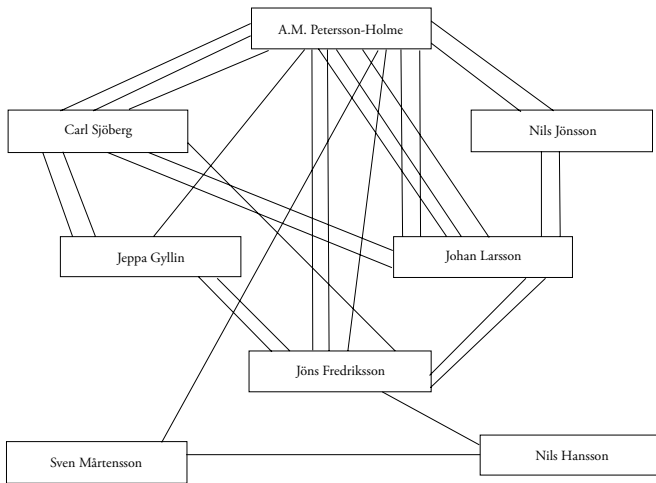 A.M. Petersson-Holme
Carl Sjöberg
Nils Jönsson
Jeppa Gyllin
Johan Larsson
Jöns Fredriksson
Sven Mårtensson
Nils Hansson